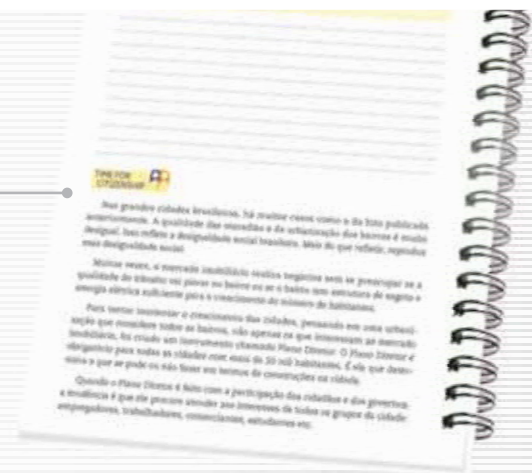 TIME FOR
CITIZENSHIP
Nas grandes cidades brasileiras, há muitos casos como o da foto publicada
anteriormente. A qualidade das moradias e da urbanização dos bairros é muito
desigual. Isso reflete a desigualdade social brasileira. Mais do que refletir, reproduz
essa desigualdade social.
Muitas vezes, o mercado imobiliário realiza negócios sem se preocupar se a
qualidade do trânsito vai piorar no bairro ou se o bairro tem estrutura de esgoto e
energia elétrica suficiente para o crescimento do número de habitantes.
Para tentar orientar o crescimento das cidades, pensando em uma urbani-
zação que considere todos os bairros, não apenas os que interessam ao mercado
imobiliário, foi criado um instrumento chamado Plano Diretor. O Plano Diretor é
obrigatório para todas as cidades com mais de 20 mil habitantes. É ele que deter-
mina o que se pode ou não fazer em termos de construções na cidade.
Quando o Plano Diretor é feito com a participação dos cidadãos e dos governos,
a tendência é que ele procure atender aos interesses de todos os grupos da cidade:
empregadores, trabalhadores, comerciantes, estudantes etc.